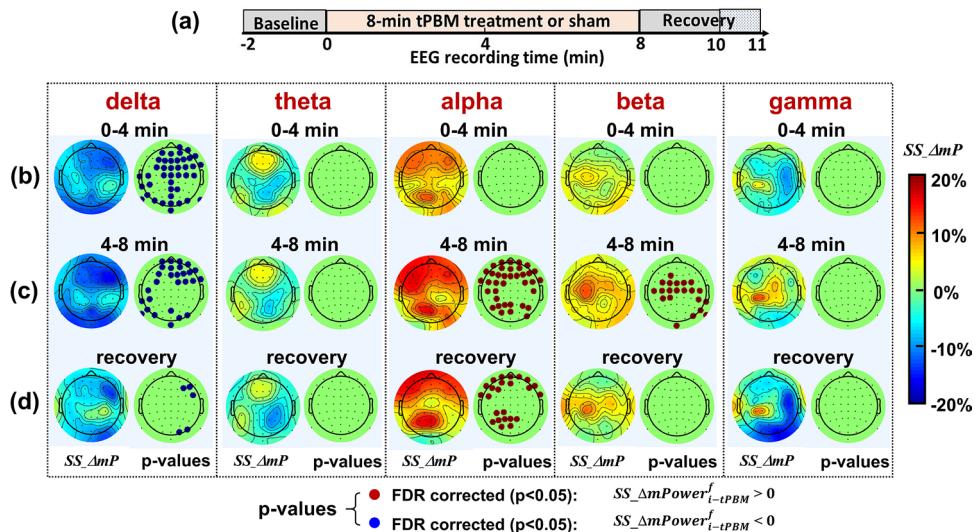 (a)
Baseline 8-min tPBM treatment or sham Recovery
-2 0 4 8 10 11
EEG recording time (min)
delta theta alpha beta gamma
0-4 min 0-4 min 0-4 min 0-4 min 0-4 min
(b)
4-8 min 4-8 min 4-8 min 4-8 min 4-8 min
(c)
recovery recovery recovery recovery recovery
(d)
SS_ΔmP p-values SS_ΔmP p-values SS_ΔmP p-values SS_ΔmP p-values SS_ΔmP p-values
SS_ΔmP
20%
10%
0%
-10%
-20%
p-values
FDR corrected (p<0.05): SS_ΔmPower^f_{i-tPBM} > 0
FDR corrected (p<0.05): SS_ΔmPower^f_{i-tPBM} < 0